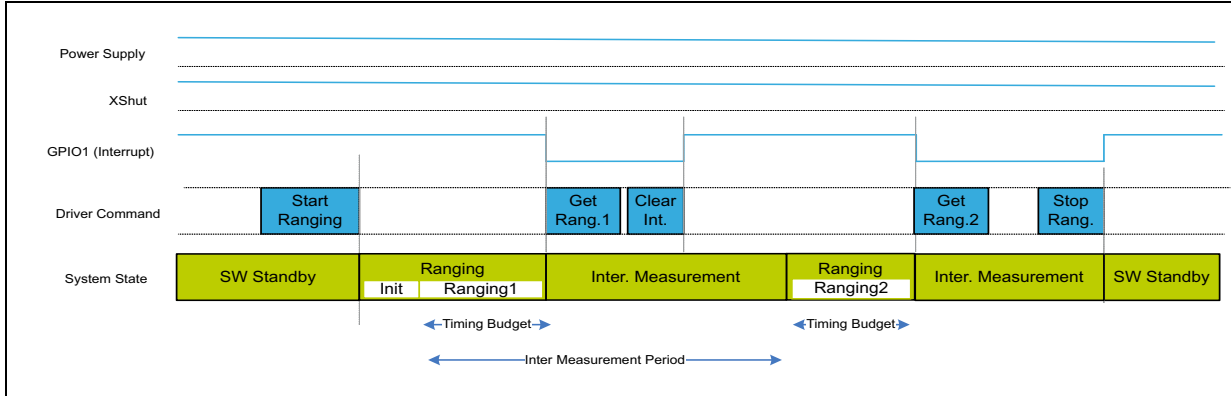 Power Supply
XShut
GPIO1 (Interrupt)
Driver Command
Start
Ranging
Get
Rang.1
Clear
Int.
Get
Rang.2
Stop
Rang.
System State
SW Standby
Ranging
Init
Ranging1
Inter. Measurement
Ranging
Ranging2
Inter. Measurement
SW Standby
Timing Budget
Timing Budget
Inter Measurement Period